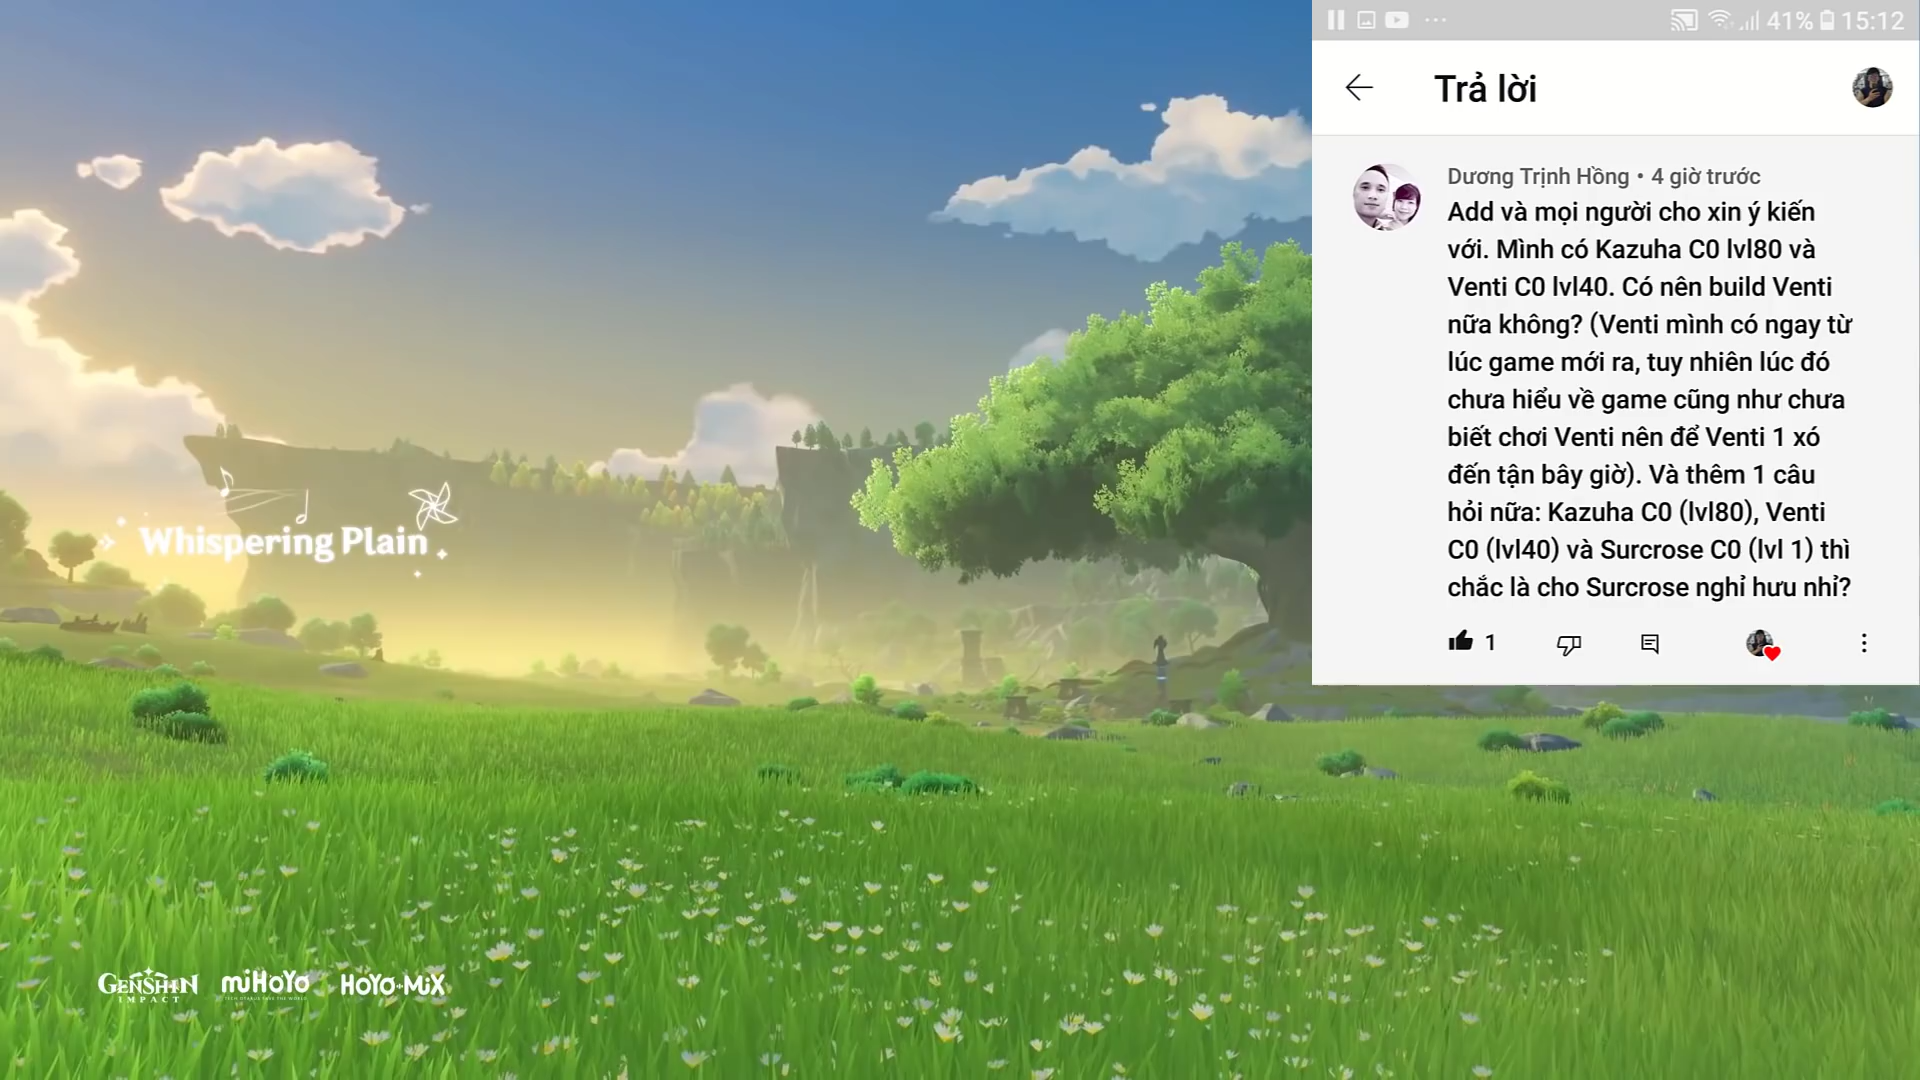 41% 15:12
Trả lời
Dương Trịnh Hồng • 4 giờ trước
Add và mọi người cho xin ý kiến
với. Mình có Kazuha C0 lvl80 và
Venti C0 lvl40. Có nên build Venti
nữa không? (Venti mình có ngay từ
lúc game mới ra, tuy nhiên lúc đó
chưa hiểu về game cũng như chưa
biết chơi Venti nên để Venti 1 xó
đến tận bây giờ). Và thêm 1 câu
hỏi nữa: Kazuha C0 (lvl80), Venti
C0 (lvl40) và Surcrose C0 (lvl 1) thì
chắc là cho Surcrose nghỉ hưu nhỉ?
1
Whispering Plain
GENSHIN
IMPACT
miHoYo
TECH OTAKUS SAVE THE WORLD
HOYO-MiX